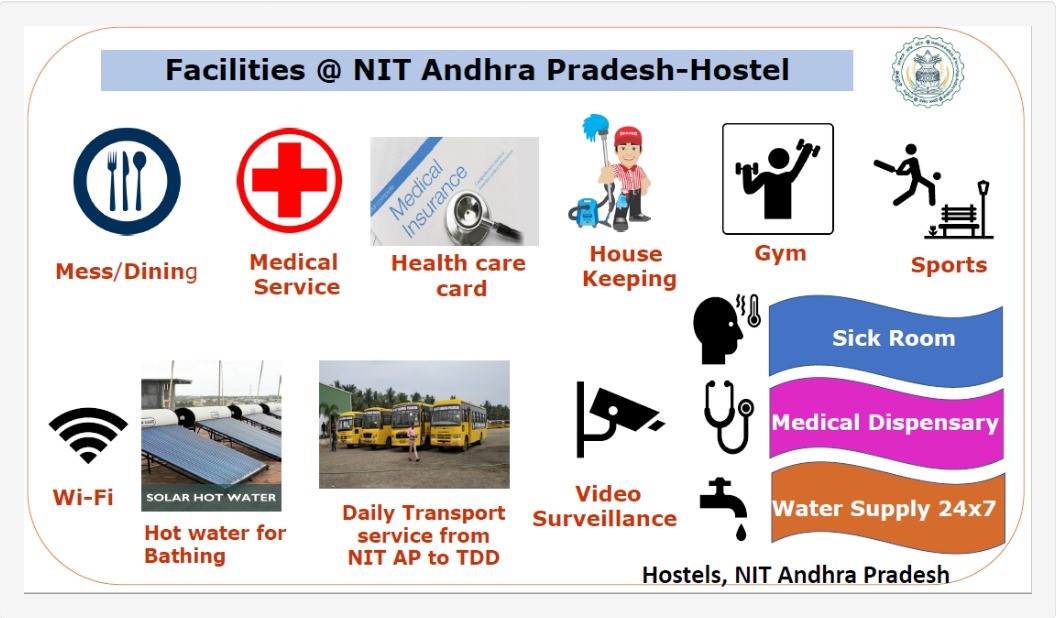 Facilities @ NIT Andhra Pradesh-Hostel
Medical
Insurance
Mess/Dining
Medical
Service
Health care
card
House
Keeping
Gym
Sports
Sick Room
Medical Dispensary
Water Supply 24x7
Wi-Fi
SOLAR HOT WATER
Hot water for
Bathing
Daily Transport
service from
NIT AP to TDD
Video
Surveillance
Hostels, NIT Andhra Pradesh